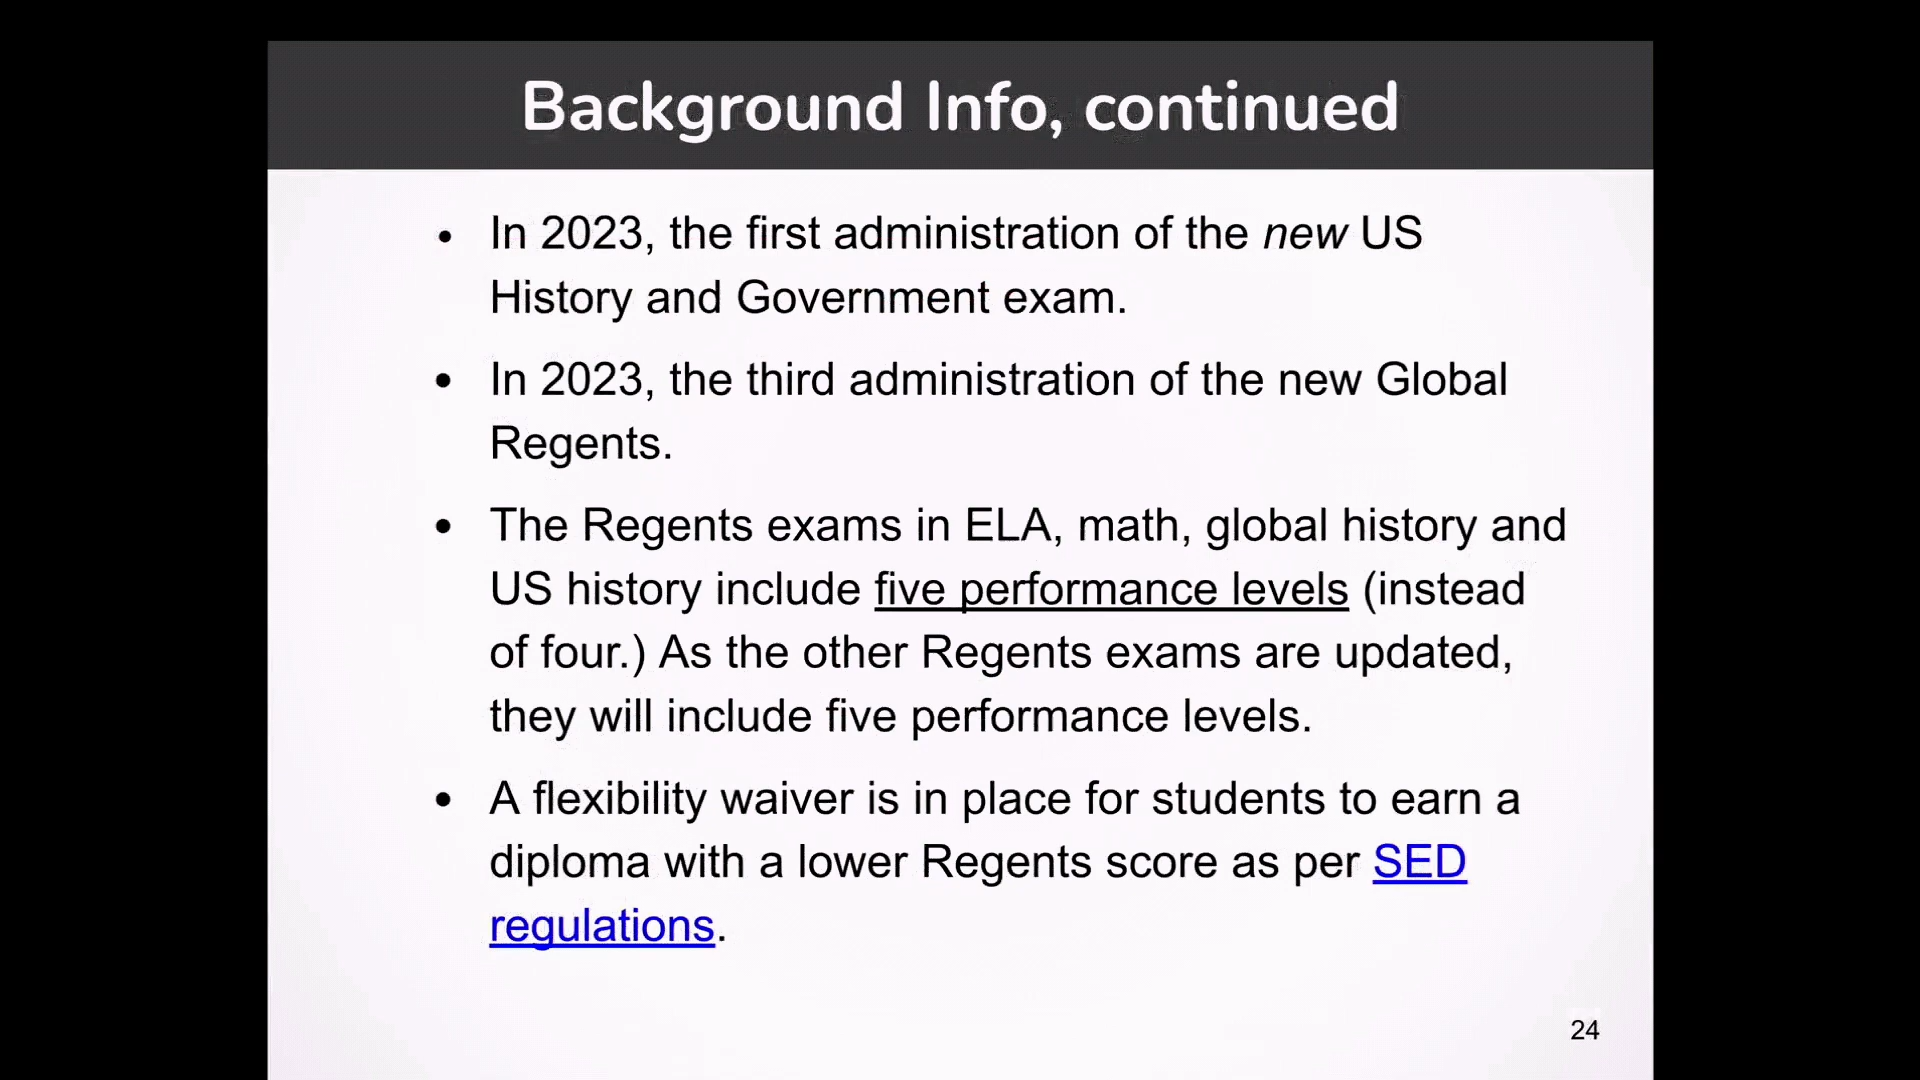 Background Info, continued
• In 2023, the first administration of the new US
History and Government exam.
• In 2023, the third administration of the new Global
Regents.
• The Regents exams in ELA, math, global history and
US history include five performance levels (instead
of four.) As the other Regents exams are updated,
they will include five performance levels.
• A flexibility waiver is in place for students to earn a
diploma with a lower Regents score as per SED
regulations.
24